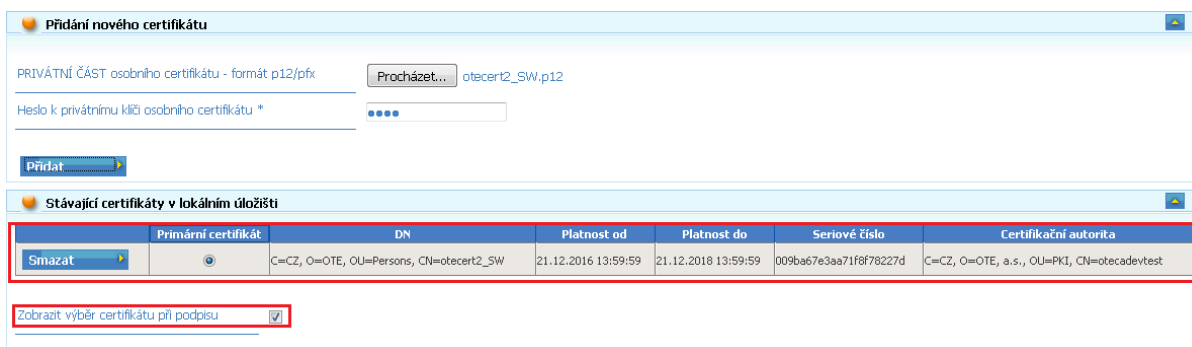 Přidání nového certifikátu
PRIVÁTNÍ ČÁST osobního certifikátu - formát p12/pfx Procházet... otecert2_SW.p12
Heslo k privátnímu klíči osobního certifikátu * ••••
Přidat
Stávající certifikáty v lokálním úložišti
Primární certifikát DN Platnost od Platnost do Seriové číslo Certifikační autorita
Smazat C=CZ, O=OTE, OU=Persons, CN=otecert2_SW 21.12.2016 13:59:59 21.12.2018 13:59:59 009ba67e3aa71f8f78227d C=CZ, O=OTE, a.s., OU=PKI, CN=otecadevtest
Zobrazit výběr certifikátu při podpisu